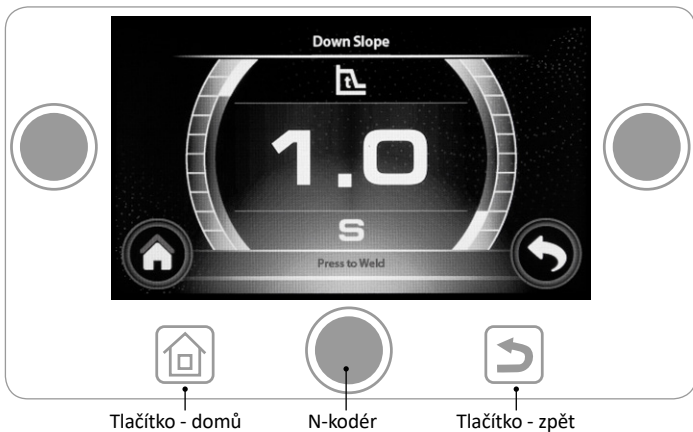 Down Slope
t
1.0
S
Press to Weld
Tlačítko - domů
N-kodér
Tlačítko - zpět